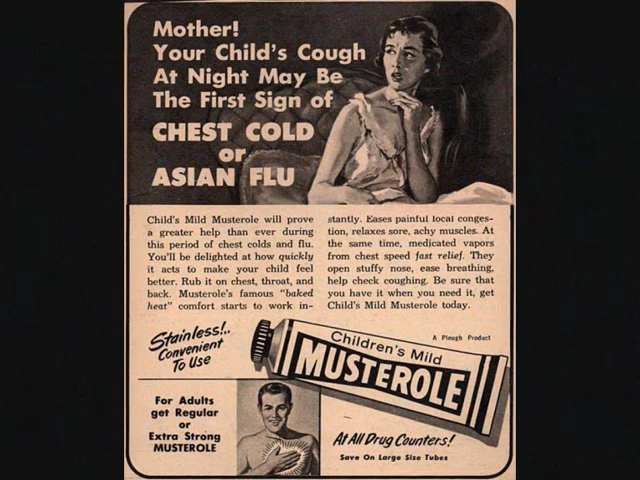 Mother!
Your Child's Cough
At Night May Be
The First Sign of
CHEST COLD
or
ASIAN FLU
Child's Mild Musterole will prove
a greater help than ever during
this period of chest colds and flu.
You'll be delighted at how quickly
it acts to make your child feel
better. Rub it on chest, throat, and
back. Musterole's famous "baked
heat" comfort starts to work in-
stantly. Eases painful local conges-
tion, relaxes sore, achy muscles. At
the same time, medicated vapors
from chest speed fast relief. They
open stuffy nose, ease breathing,
help check coughing. Be sure that
you have it when you need it, get
Child's Mild Musterole today.
Stainless!..
Convenient
To Use
A Plough Product
Children's Mild
MUSTEROLE
For Adults
get Regular
or
Extra Strong
MUSTEROLE
At All Drug Counters!
Save On Large Size Tubes